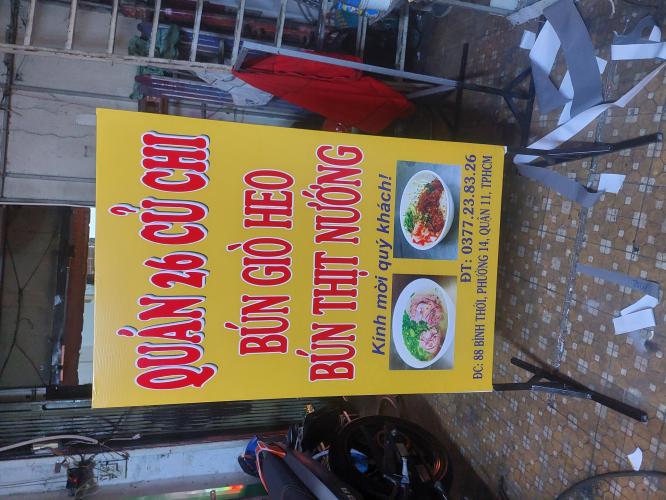 QUÁN 26 CỦ CHI
BÚN GIÒ HEO
BÚN THỊT NƯỚNG
Kính mời quý khách!
ĐT: 0377.23.83.26
ĐC: 88 BÌNH THỚI, PHƯỜNG 14, QUẬN 11, TPHCM